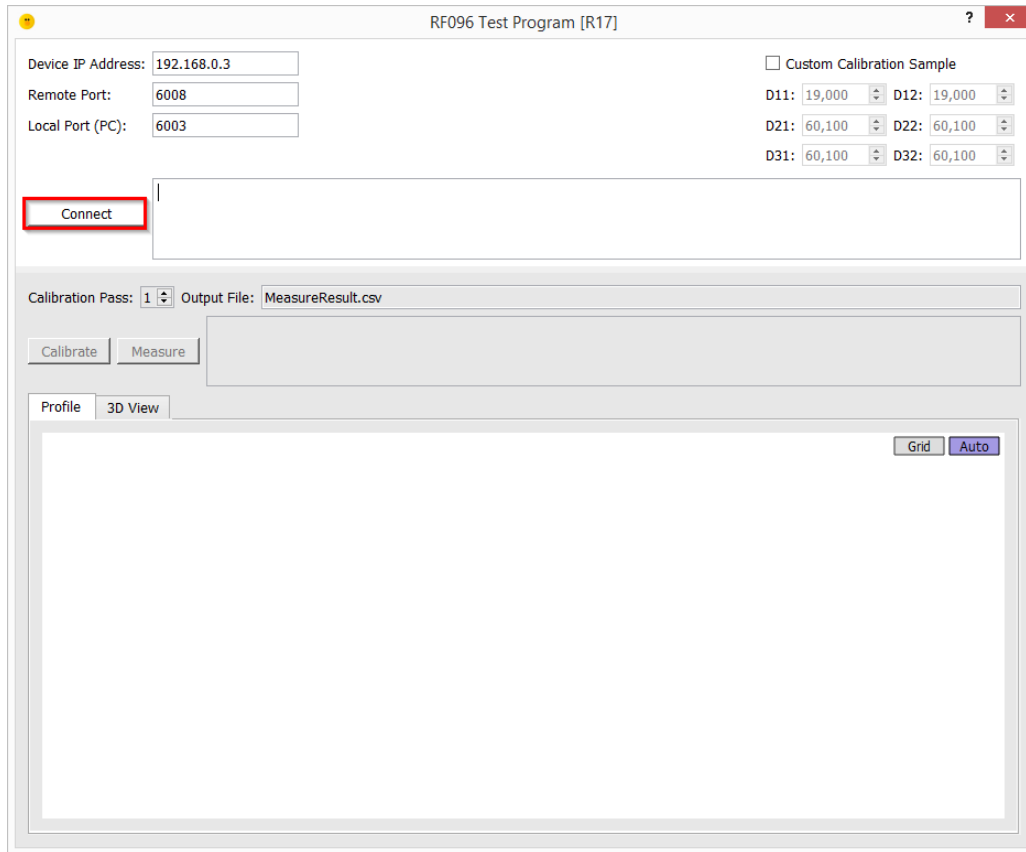 RF096 Test Program [R17]
? ×
Device IP Address: 192.168.0.3
Custom Calibration Sample
Remote Port: 6008
D11: 19,000 D12: 19,000
Local Port (PC): 6003
D21: 60,100 D22: 60,100
D31: 60,100 D32: 60,100
Connect
Calibration Pass: 1 Output File: MeasureResult.csv
Calibrate Measure
Profile 3D View
Grid Auto